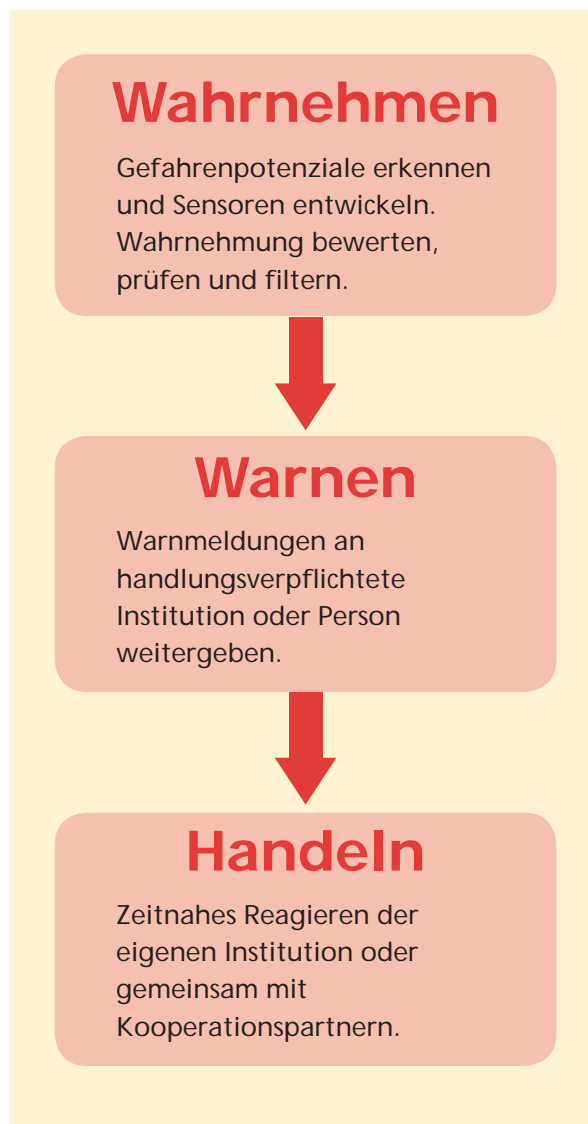 Wahrnehmen
Gefahrenpotenziale erkennen
und Sensoren entwickeln.
Wahrnehmung bewerten,
prüfen und filtern.
Warnen
Warnmeldungen an
handlungsverpflichtete
Institution oder Person
weitergeben.
Handeln
Zeitnahes Reagieren der
eigenen Institution oder
gemeinsam mit
Kooperationspartnern.